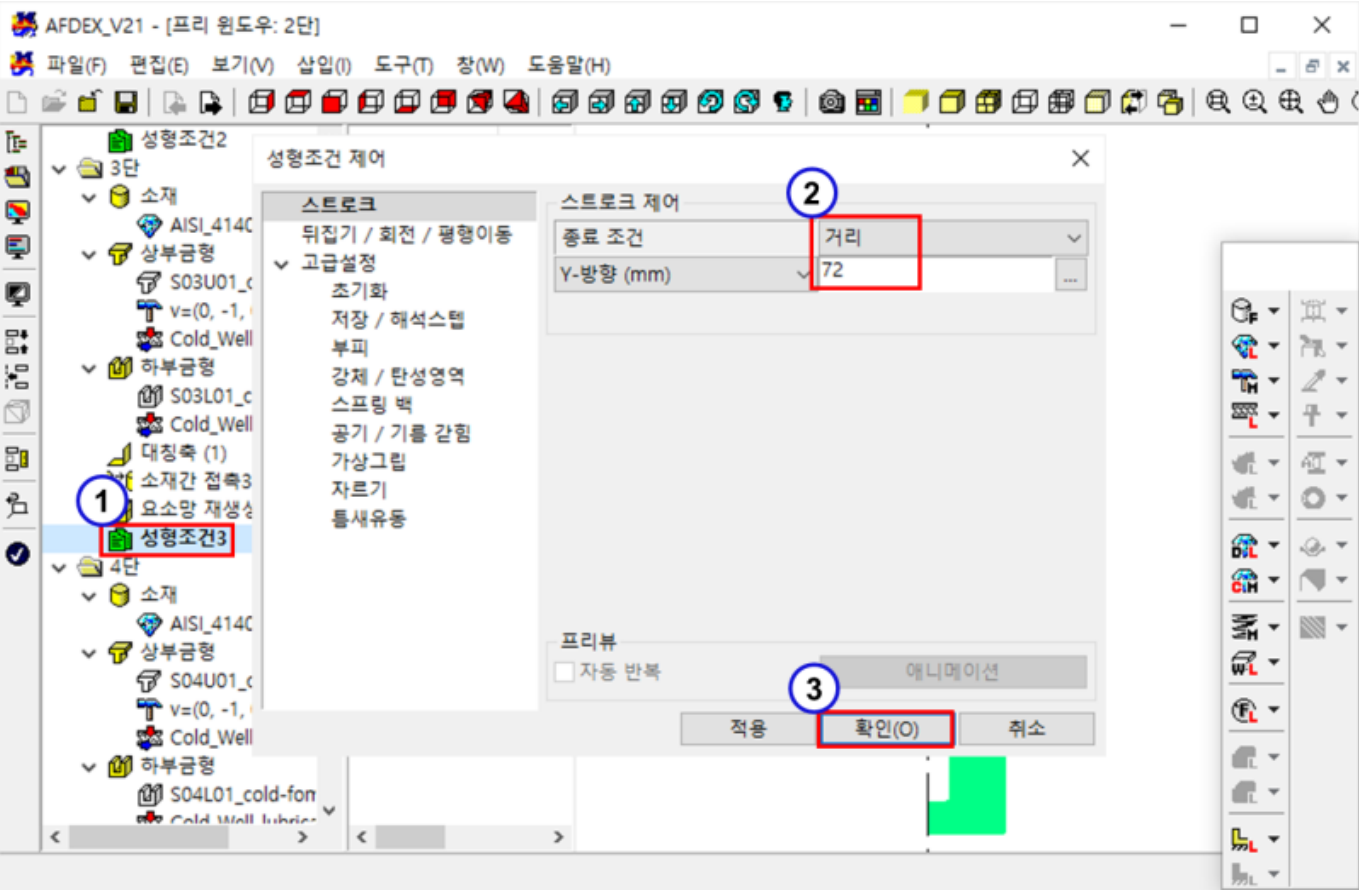 AFDEX_V21 - [프리 윈도우: 2단]
파일(F) 편집(E) 보기(V) 삽입(I) 도구(T) 창(W) 도움말(H)
성형조건2
3단
소재
AISI_4140
상부금형
S03U01_c
v=(0, -1,
Cold_Well
하부금형
S03L01_c
Cold_Well
대칭축 (1)
소재간 접촉3
요소망 재생성
1
성형조건3
4단
소재
AISI_4140
상부금형
S04U01_c
v=(0, -1,
Cold_Well
하부금형
S04L01_cold-fom
Cold_Well_lubric
성형조건 제어
스트로크
뒤집기 / 회전 / 평행이동
고급설정
초기화
저장 / 해석스텝
부피
강체 / 탄성영역
스프링 백
공기 / 기름 갇힘
가상그립
자르기
틈새유동
스트로크 제어
2
종료 조건 거리
Y-방향 (mm) 72 ...
프리뷰
자동 반복 애니메이션
3
적용 확인(O) 취소
F
L
M
L
DiL
CiM
M
WL
FL
L
L